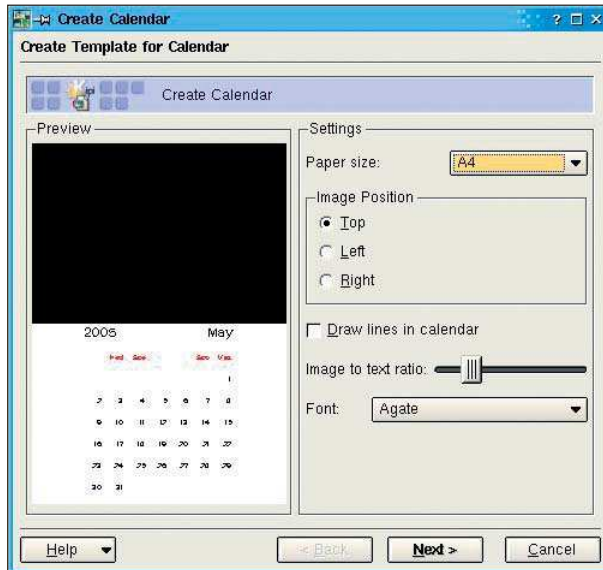 Create Calendar
Create Template for Calendar
Create Calendar
Preview
2005 May
1
2 3 4 5 6 7 8
9 10 11 12 13 14 15
16 17 18 19 20 21 22
23 24 25 26 27 28 29
30 31
Settings
Paper size: A4
Image Position
Top
Left
Right
Draw lines in calendar
Image to text ratio:
Font: Agate
Help < Back Next > Cancel